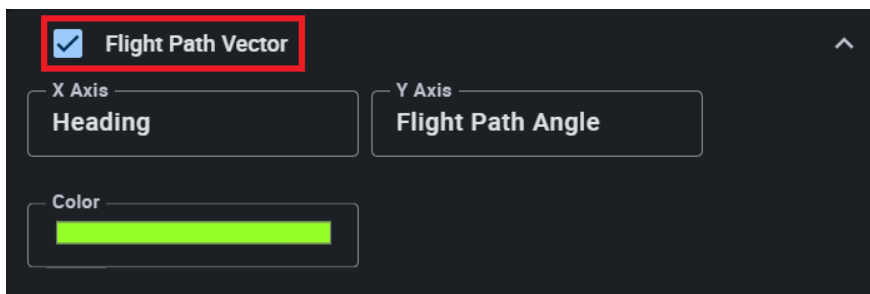 Flight Path Vector
X Axis
Heading
Y Axis
Flight Path Angle
Color